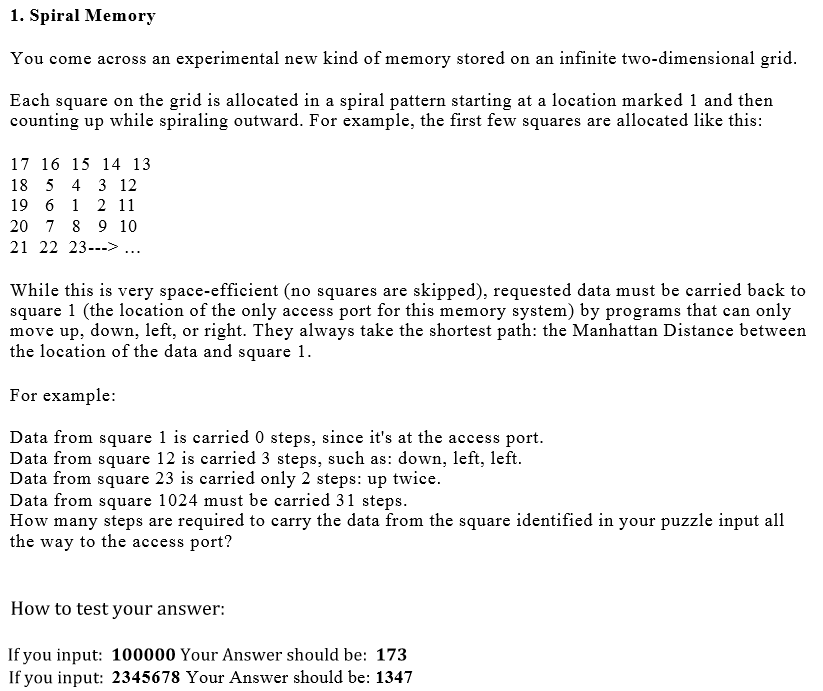 1. Spiral Memory
You come across an experimental new kind of memory stored on an infinite two-dimensional grid.
Each square on the grid is allocated in a spiral pattern starting at a location marked 1 and then
counting up while spiraling outward. For example, the first few squares are allocated like this:
17 16 15 14 13
18 5 4 3 12
19 6 1 2 11
20 7 8 9 10
21 22 23---> ...
While this is very space-efficient (no squares are skipped), requested data must be carried back to
square 1 (the location of the only access port for this memory system) by programs that can only
move up, down, left, or right. They always take the shortest path: the Manhattan Distance between
the location of the data and square 1.
For example:
Data from square 1 is carried 0 steps, since it's at the access port.
Data from square 12 is carried 3 steps, such as: down, left, left.
Data from square 23 is carried only 2 steps: up twice.
Data from square 1024 must be carried 31 steps.
How many steps are required to carry the data from the square identified in your puzzle input all
the way to the access port?
How to test your answer:
If you input: 100000 Your Answer should be: 173
If you input: 2345678 Your Answer should be: 1347